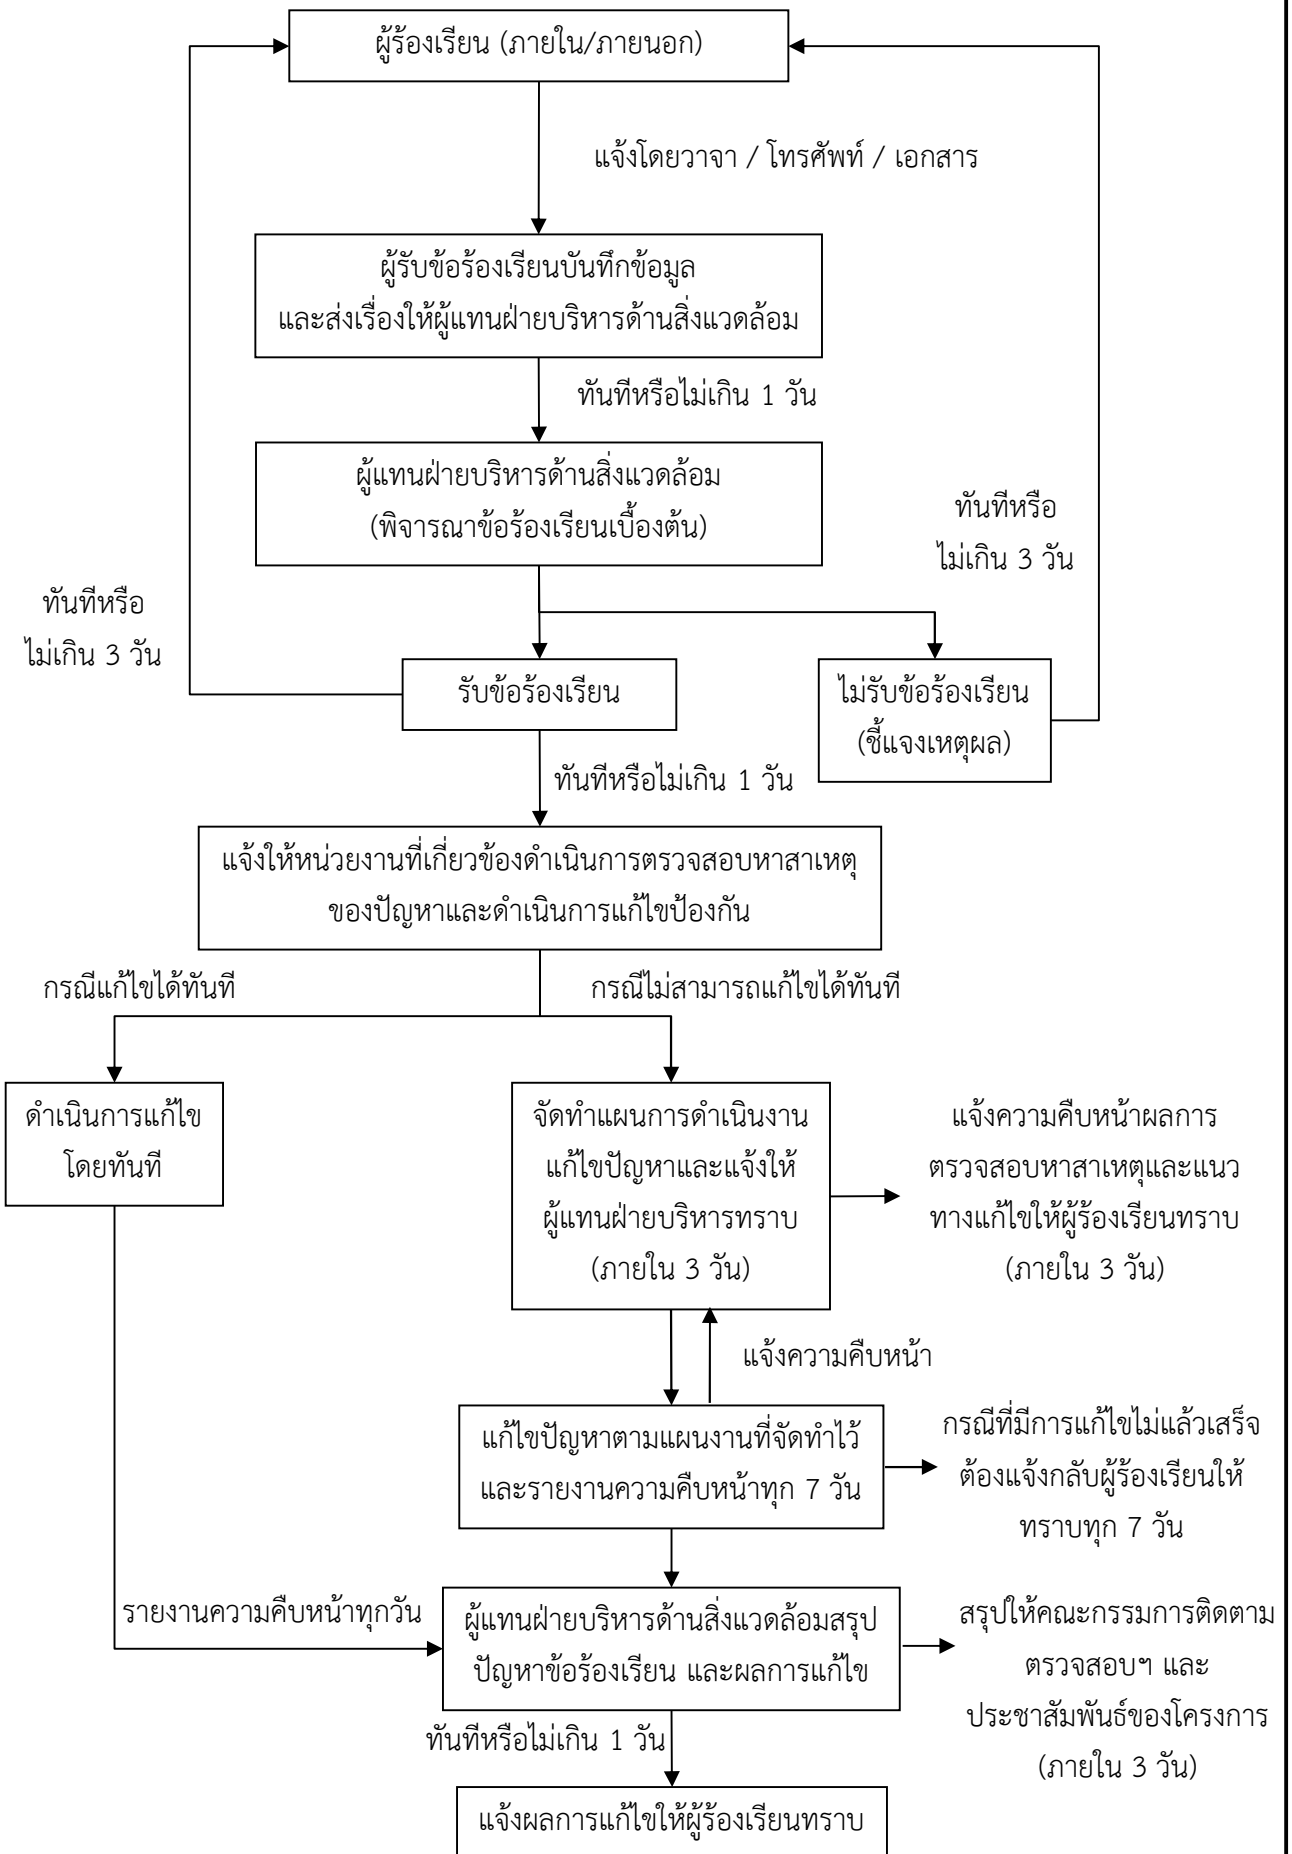 ผู้ร้องเรียน (ภายใน/ภายนอก)
แจ้งโดยวาจา / โทรศัพท์ / เอกสาร
ผู้รับข้อร้องเรียนบันทึกข้อมูล
และส่งเรื่องให้ผู้แทนฝ่ายบริหารด้านสิ่งแวดล้อม
ทันทีหรือไม่เกิน 1 วัน
ผู้แทนฝ่ายบริหารด้านสิ่งแวดล้อม
(พิจารณาข้อร้องเรียนเบื้องต้น)
ทันทีหรือ
ไม่เกิน 3 วัน
ทันทีหรือ
ไม่เกิน 3 วัน
รับข้อร้องเรียน
ไม่รับข้อร้องเรียน
(ชี้แจงเหตุผล)
ทันทีหรือไม่เกิน 1 วัน
แจ้งให้หน่วยงานที่เกี่ยวข้องดำเนินการตรวจสอบหาสาเหตุ
ของปัญหาและดำเนินการแก้ไขป้องกัน
กรณีแก้ไขได้ทันที
กรณีไม่สามารถแก้ไขได้ทันที
ดำเนินการแก้ไข
โดยทันที
จัดทำแผนการดำเนินงาน
แก้ไขปัญหาและแจ้งให้
ผู้แทนฝ่ายบริหารทราบ
(ภายใน 3 วัน)
แจ้งความคืบหน้าผลการ
ตรวจสอบหาสาเหตุและแนว
ทางแก้ไขให้ผู้ร้องเรียนทราบ
(ภายใน 3 วัน)
แจ้งความคืบหน้า
แก้ไขปัญหาตามแผนงานที่จัดทำไว้
และรายงานความคืบหน้าทุก 7 วัน
กรณีที่มีการแก้ไขไม่แล้วเสร็จ
ต้องแจ้งกลับผู้ร้องเรียนให้
ทราบทุก 7 วัน
รายงานความคืบหน้าทุกวัน
ผู้แทนฝ่ายบริหารด้านสิ่งแวดล้อมสรุป
ปัญหาข้อร้องเรียน และผลการแก้ไข
สรุปให้คณะกรรมการติดตาม
ตรวจสอบฯ และ
ประชาสัมพันธ์ของโครงการ
(ภายใน 3 วัน)
ทันทีหรือไม่เกิน 1 วัน
แจ้งผลการแก้ไขให้ผู้ร้องเรียนทราบ